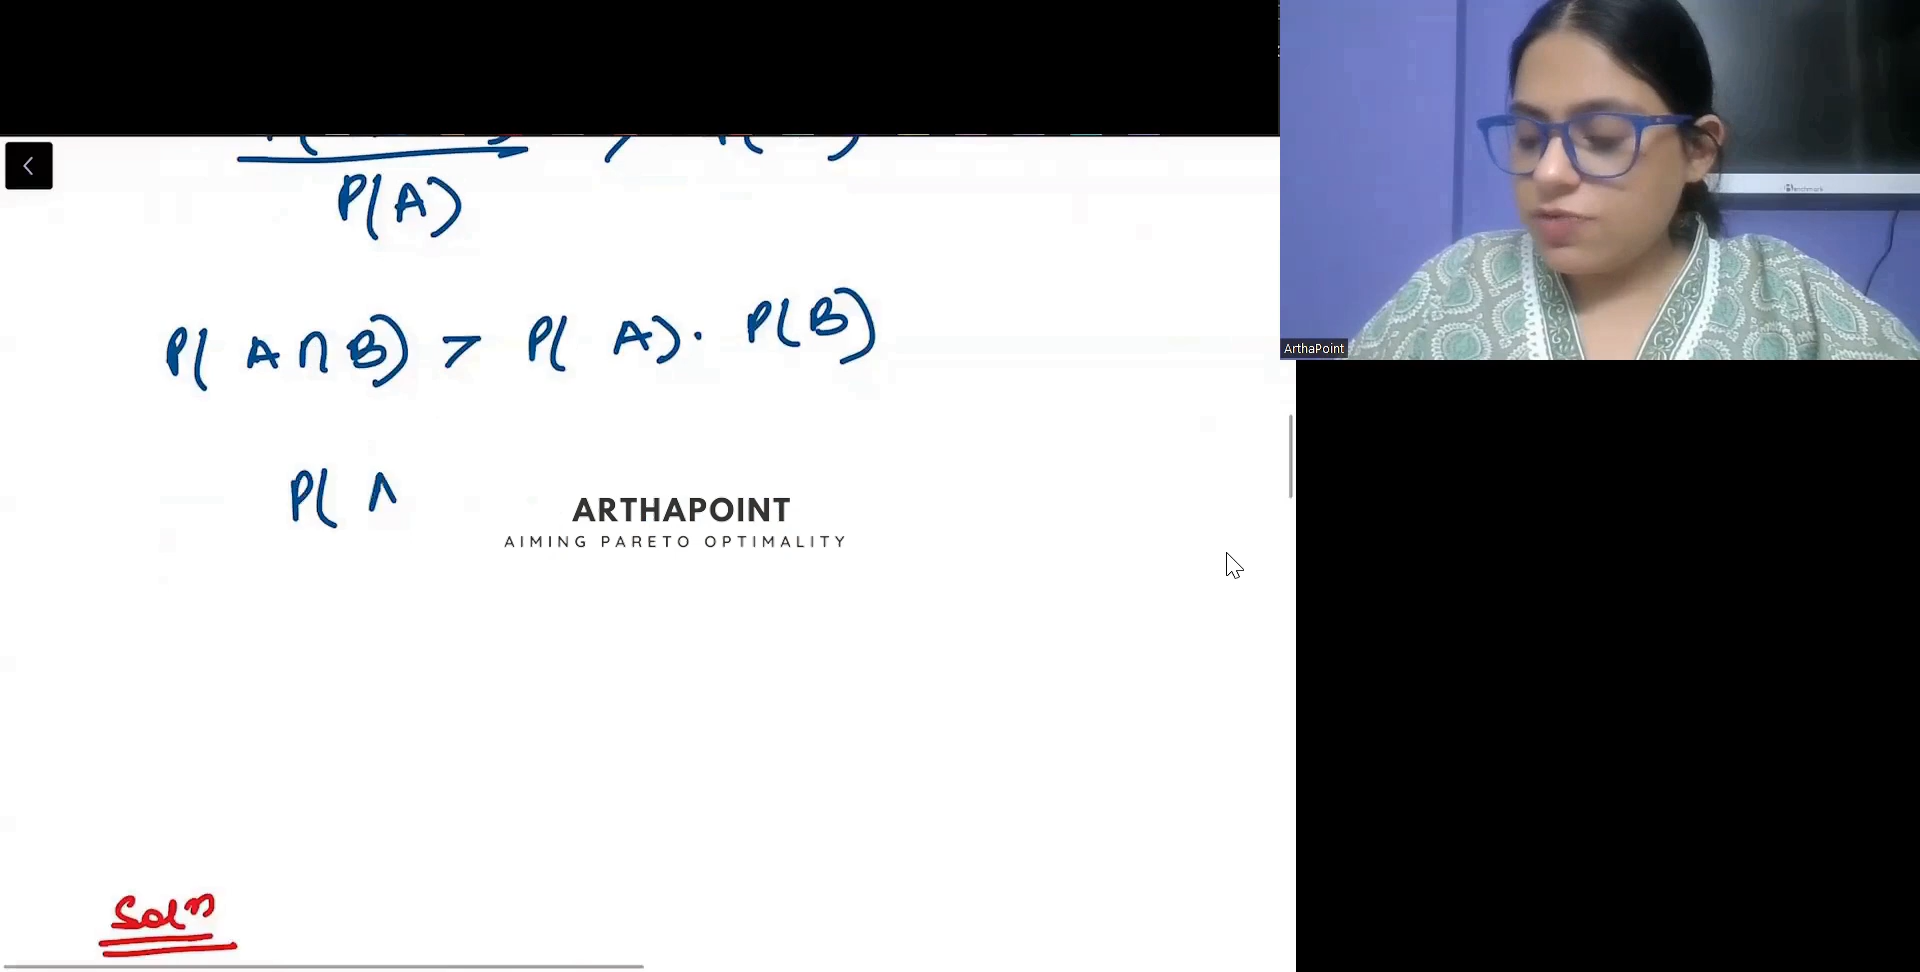 P(A)
P( A ∩ B) > P( A). P(B)
P( A
ARTHAPOINT
AIMING PARETO OPTIMALITY
Solⁿ
ArthaPoint